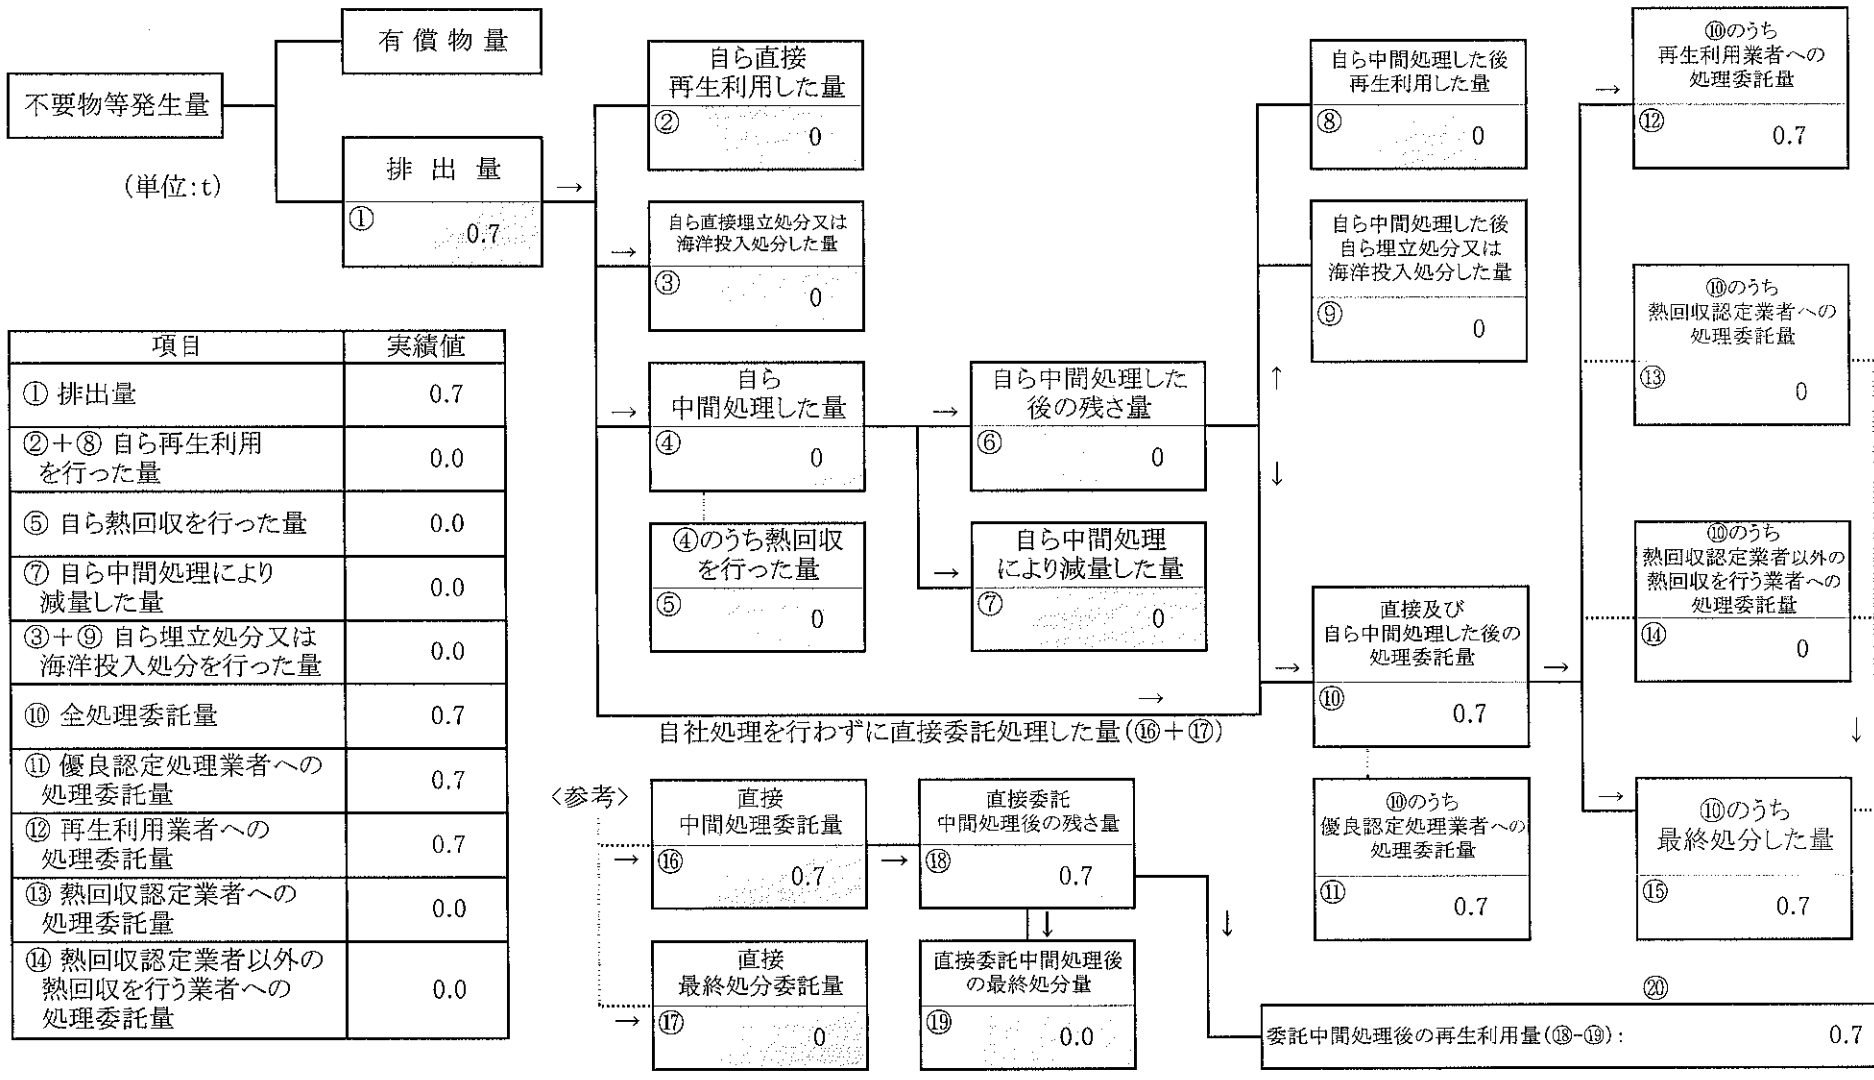 不要物等発生量
(単位:t)
有償物量
排出量
①
0.7
→
自ら直接
再生利用した量
②
0
→
自ら直接埋立処分又は
海洋投入処分した量
③
0
→
自ら
中間処理した量
④
0
④のうち熱回収
を行った量
⑤
0
→
自ら中間処理した
後の残さ量
⑥
0
→
自ら中間処理
により減量した量
⑦
0
↑
↓
自ら中間処理した後
再生利用した量
⑧
0
自ら中間処理した後
自ら埋立処分又は
海洋投入処分した量
⑨
0
→
自社処理を行わずに直接委託処理した量(⑯+⑰)
→
直接及び
自ら中間処理した後の
処理委託量
⑩
0.7
⑩のうち
優良認定処理業者への
処理委託量
⑪
0.7
→
→
⑩のうち
再生利用業者への
処理委託量
⑫
0.7
⑩のうち
熱回収認定業者への
処理委託量
⑬
0
⑩のうち
熱回収認定業者以外の
熱回収を行う業者への
処理委託量
⑭
0
↓
→
⑩のうち
最終処分した量
⑮
0.7
<参考>
→
直接
中間処理委託量
⑯
0.7
→
直接委託
中間処理後の残さ量
⑱
0.7
→
直接
最終処分委託量
⑰
0
↓
直接委託中間処理後
の最終処分量
⑲
0.0
↓
⑳
委託中間処理後の再生利用量(⑱-⑲): 0.7
項目 実績値
① 排出量 0.7
②+⑧ 自ら再生利用
を行った量 0.0
⑤ 自ら熱回収を行った量 0.0
⑦ 自ら中間処理により
減量した量 0.0
③+⑨ 自ら埋立処分又は
海洋投入処分を行った量 0.0
⑩ 全処理委託量 0.7
⑪ 優良認定処理業者への
処理委託量 0.7
⑫ 再生利用業者への
処理委託量 0.7
⑬ 熱回収認定業者への
処理委託量 0.0
⑭ 熱回収認定業者以外の
熱回収を行う業者への
処理委託量 0.0